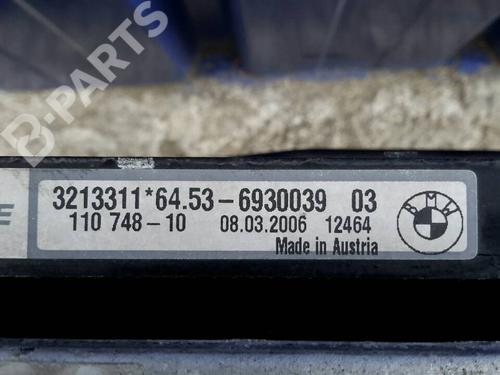 B-PARTS
3213311*64.53-6930039 03
110 748-10 08.03.2006 12464
Made in Austria
BMW